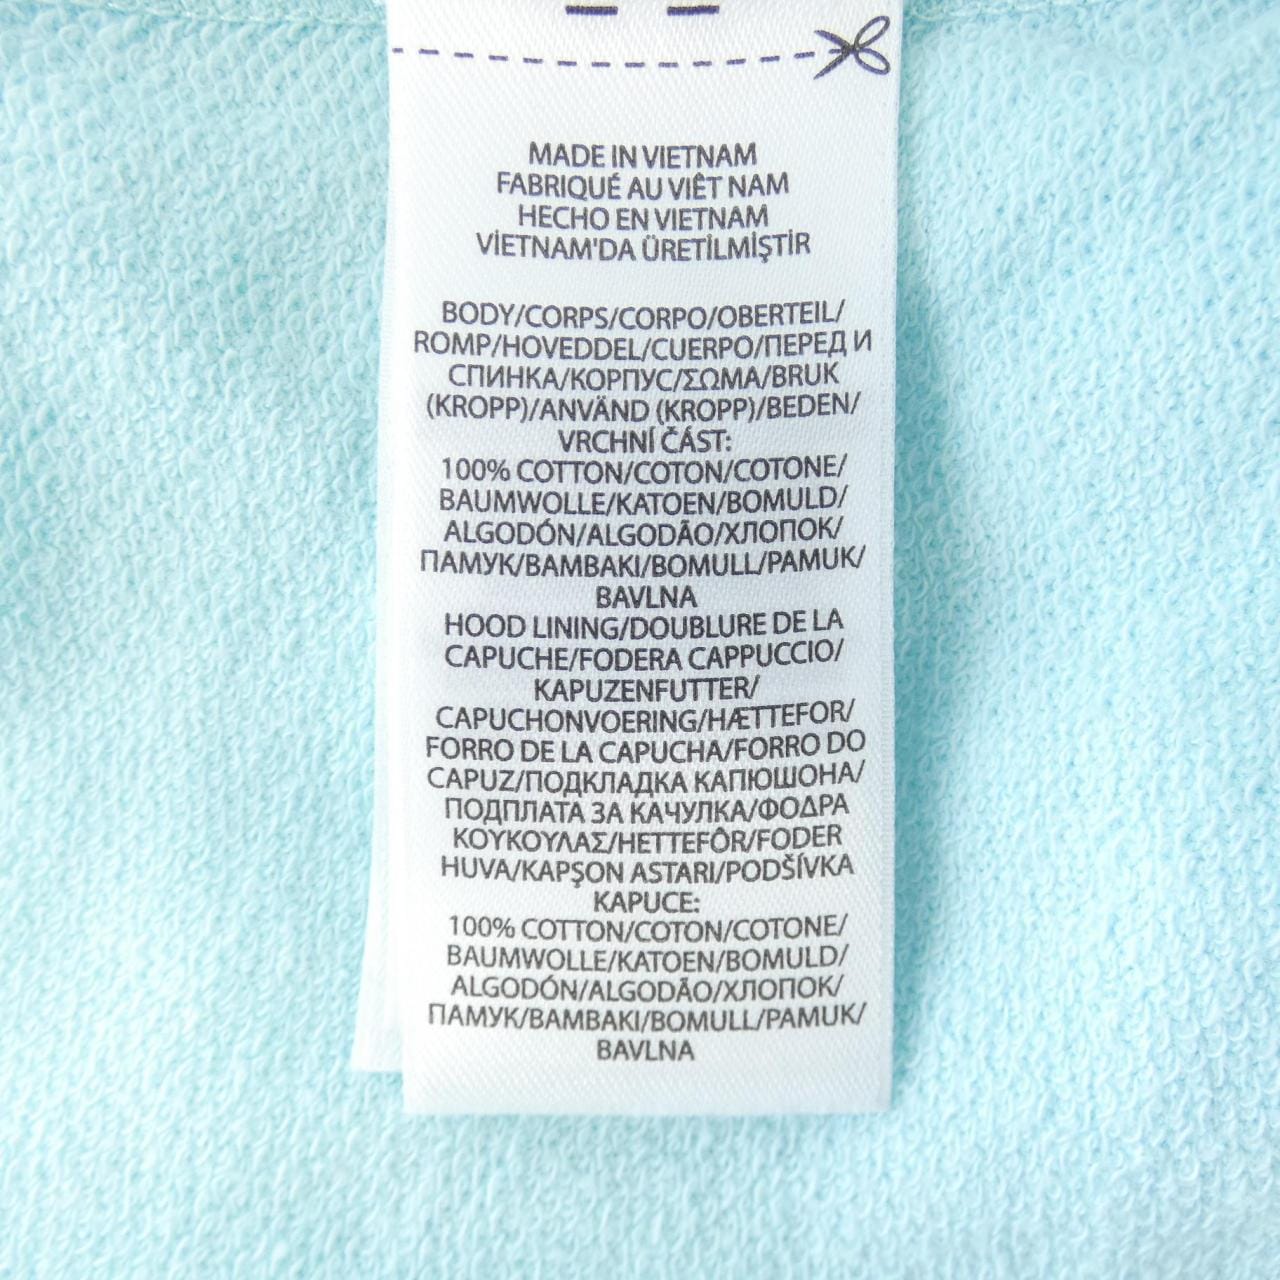 MADE IN VIETNAM
FABRIQUÉ AU VIÊT NAM
HECHO EN VIETNAM
VİETNAM'DA ÜRETİLMİŞTİR
BODY/CORPS/CORPO/OBERTEIL/
ROMP/HOVEDDEL/CUERPO/ПЕРЕД И
СПИНКА/КОРПУС/ΣΩΜΑ/BRUK
(KROPP)/ANVÄND (KROPP)/BEDEN/
VRCHNÍ ČÁST:
100% COTTON/COTON/COTONE/
BAUMWOLLE/KATOEN/BOMULD/
ALGODÓN/ALGODÃO/ХЛОПОК/
ПАМУК/BAMBAKI/BOMULL/PAMUK/
BAVLNA
HOOD LINING/DOUBLURE DE LA
CAPUCHE/FODERA CAPPUCCIO/
KAPUZENFUTTER/
CAPUCHONVOERING/HÆTTEFOR/
FORRO DE LA CAPUCHA/FORRO DO
CAPUZ/ПОДКЛАДКА КАПЮШОНА/
ПОДПЛАТА ЗА КАЧУЛКА/ΦΟΔΡΑ
ΚΟΥΚΟΥΛΑΣ/HETTEFÔR/FODER
HUVA/KAPŞON ASTARI/PODŠÍVKA
KAPUCE:
100% COTTON/COTON/COTONE/
BAUMWOLLE/KATOEN/BOMULD/
ALGODÓN/ALGODÃO/ХЛОПОК/
ПАМУК/BAMBAKI/BOMULL/PAMUK/
BAVLNA